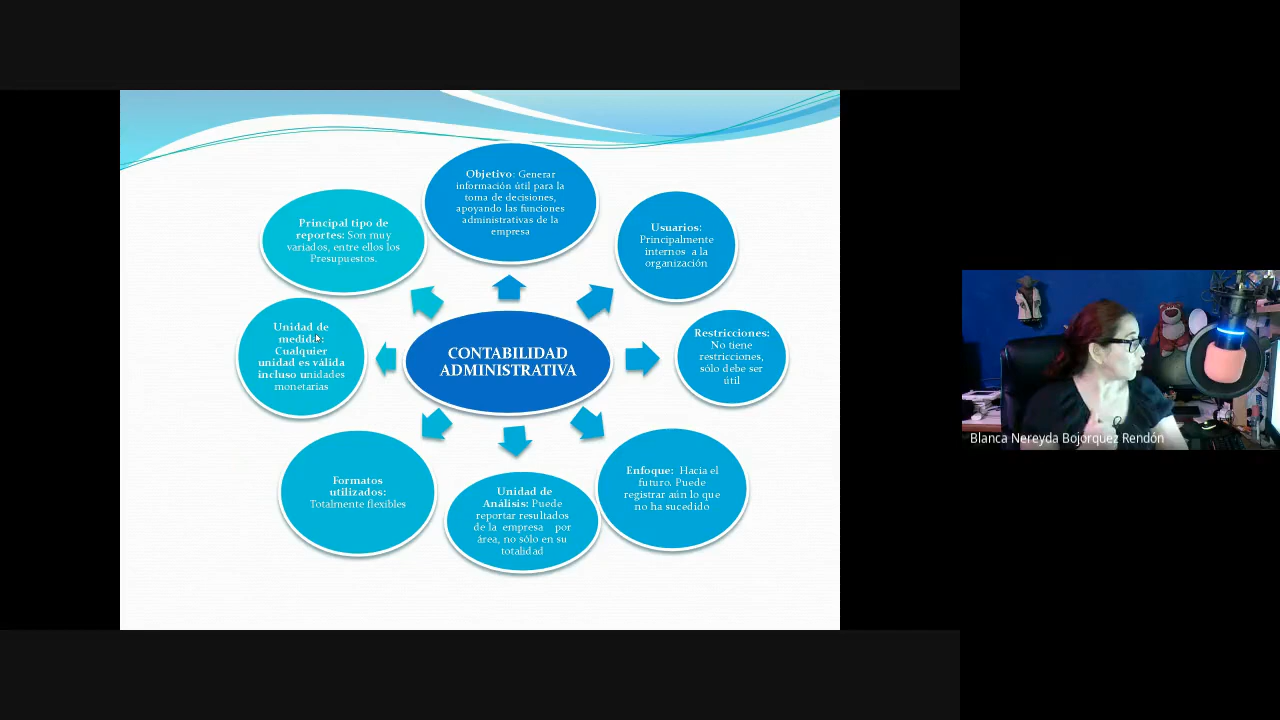 Objetivo: Generar
información útil para la
toma de decisiones,
apoyando las funciones
administrativas de la
empresa
Usuarios:
Principalmente
internos a la
organización
Restricciones:
No tiene
restricciones,
sólo debe ser
útil
Enfoque: Hacia el
futuro. Puede
registrar aún lo que
no ha sucedido
Unidad de
Análisis: Puede
reportar resultados
de la empresa por
área, no sólo en su
totalidad
Formatos
utilizados:
Totalmente flexibles
Unidad de
medida:
Cualquier
unidad es válida
incluso unidades
monetarias
Principal tipo de
reportes: Son muy
variados, entre ellos los
Presupuestos.
CONTABILIDAD
ADMINISTRATIVA
Blanca Nereyda Bojorquez Rendón